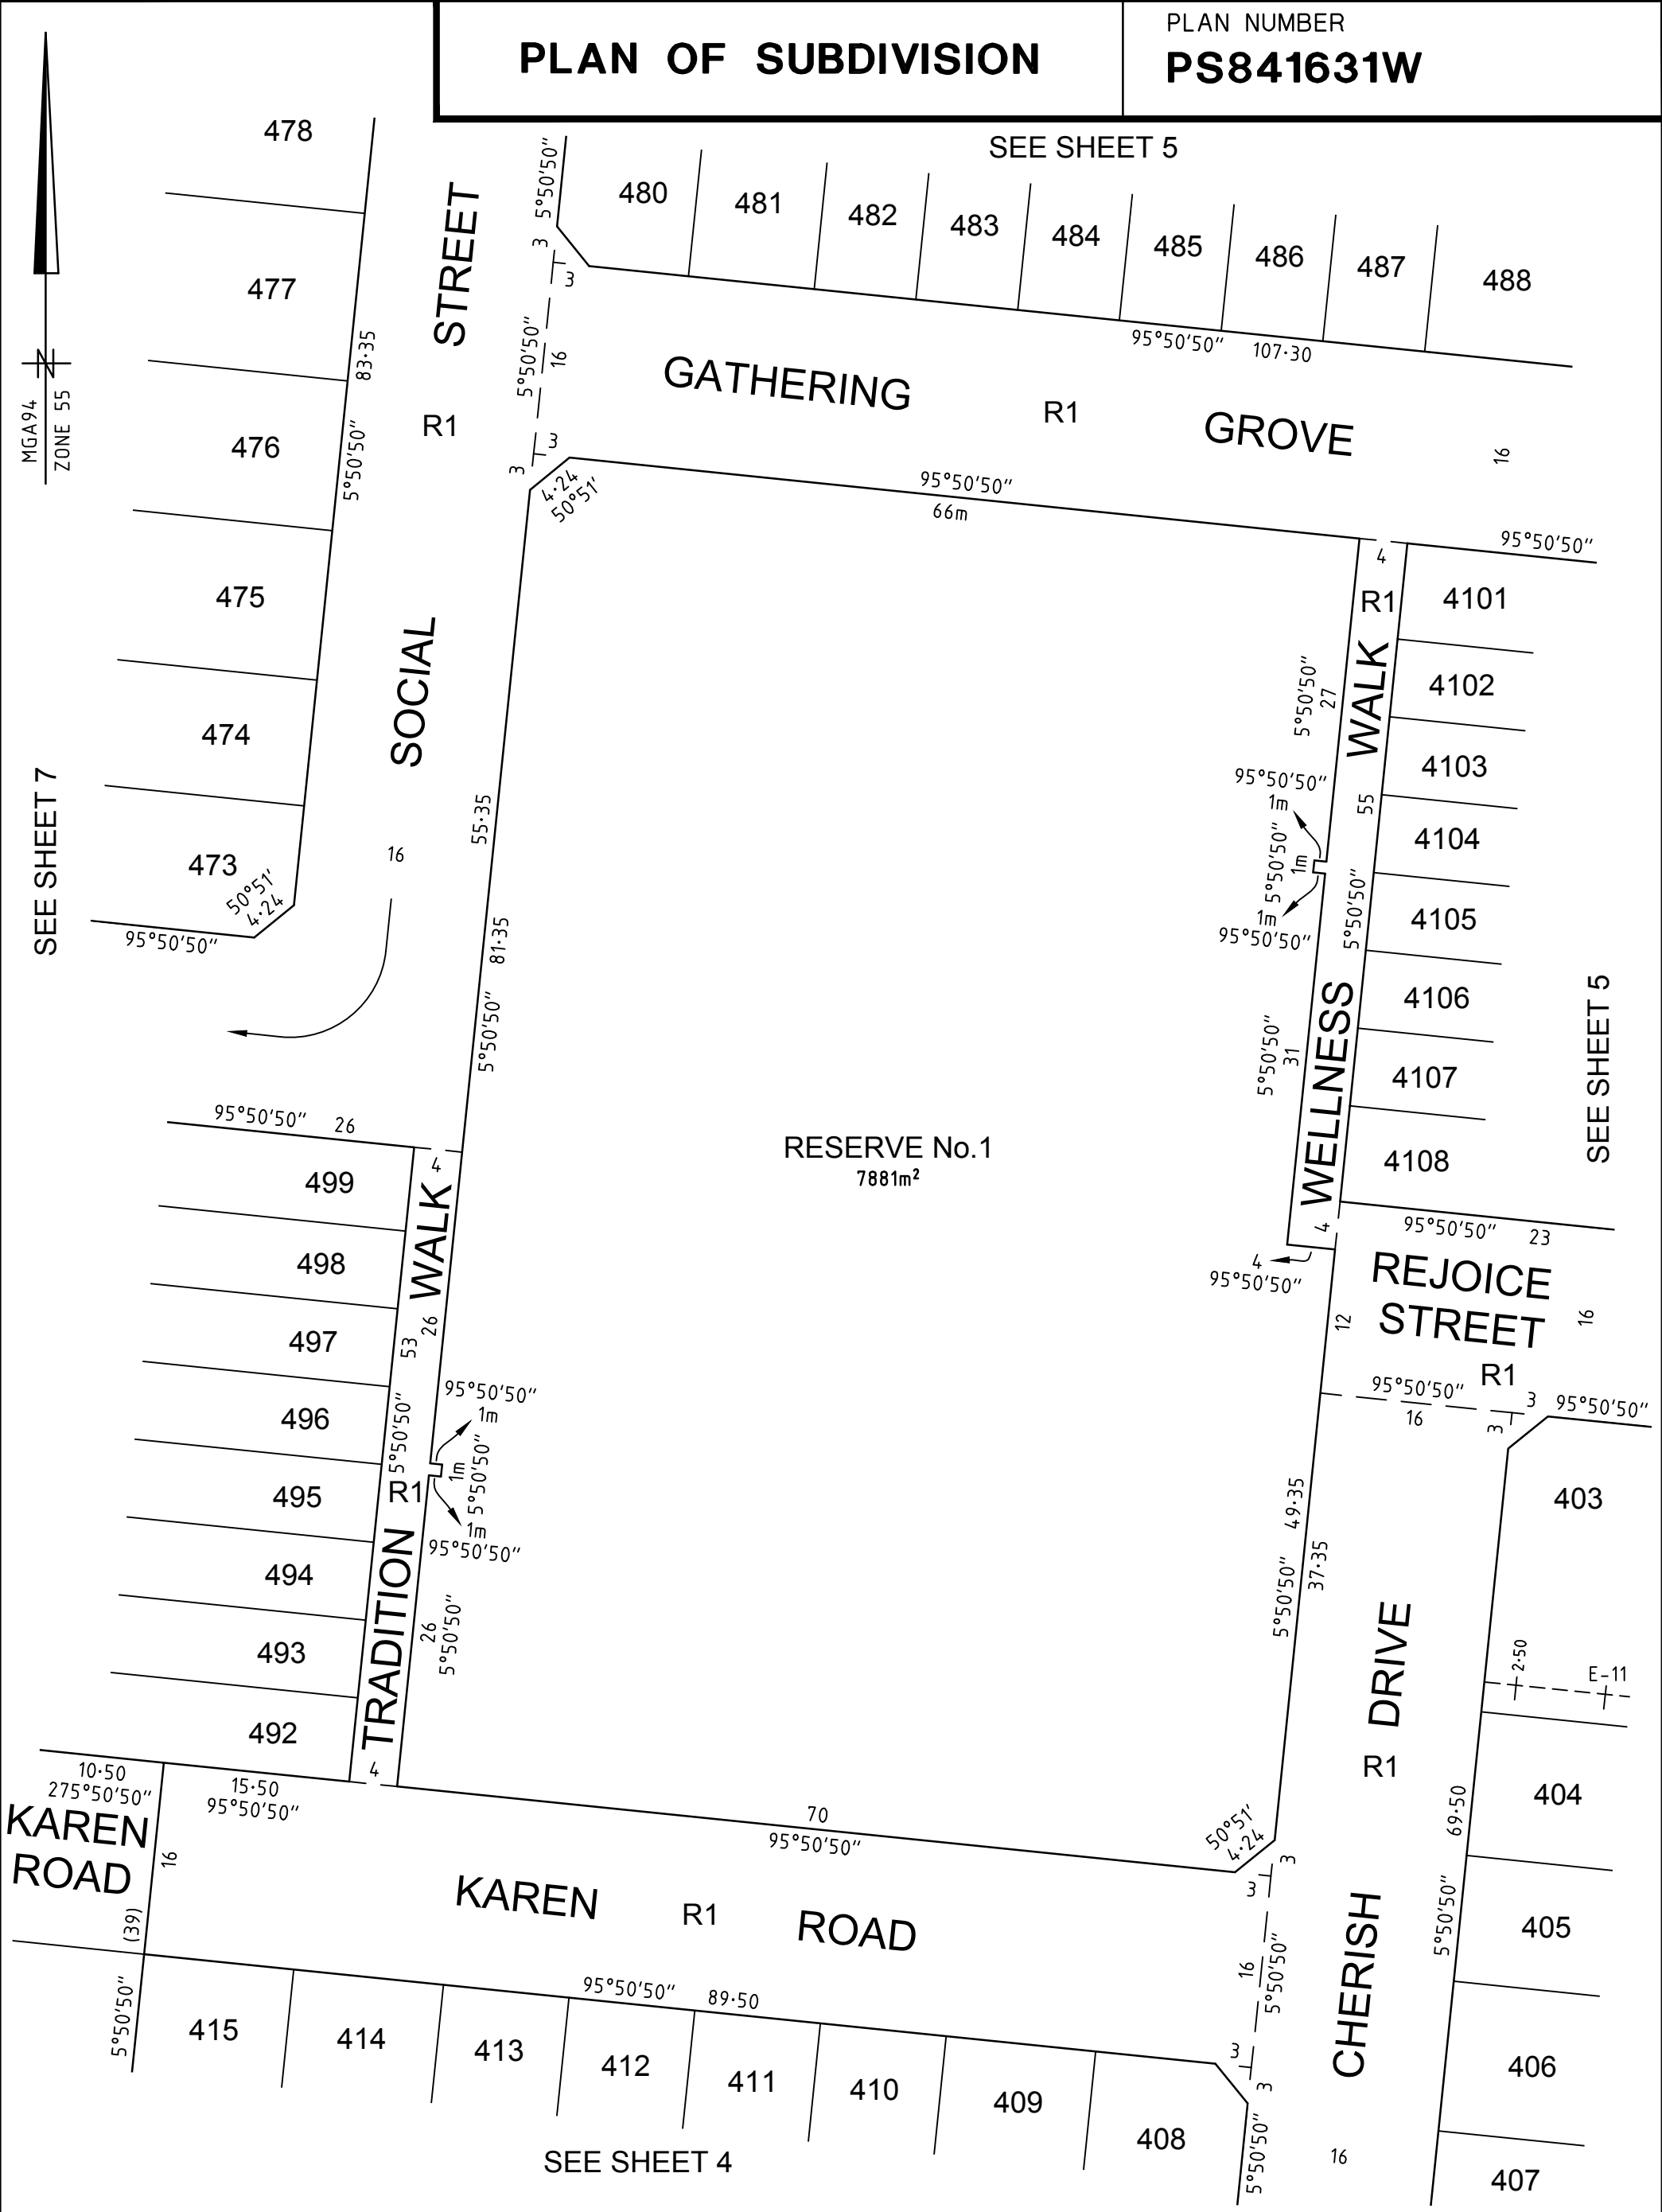 PLAN OF SUBDIVISION
PLAN NUMBER
PS841631W
MGA94
ZONE 55
N
SEE SHEET 5
478
477
476
475
474
473
480
481
482
483
484
485
486
487
488
5°50'50"
3
3
5°50'50"
16
3
3
4·24
50°51'
83·35
5°50'50"
STREET
R1
SOCIAL
16
GATHERING
R1
GROVE
16
95°50'50" 107·30
95°50'50"
66m
95°50'50"
4
R1
WALK
WELLNESS
4101
4102
4103
4104
4105
4106
4107
4108
5°50'50"
27
95°50'50"
1m
5°50'50"
1m
1m
95°50'50"
55
5°50'50"
5°50'50"
31
4
4
95°50'50"
95°50'50" 23
SEE SHEET 5
SEE SHEET 7
50°51'
4·24
95°50'50"
55·35
81·35
5°50'50"
RESERVE No.1
7881m²
95°50'50" 26
4
499
498
497
496
495
494
493
492
WALK
26
53
5°50'50"
R1
TRADITION
4
95°50'50"
1m
1m
5°50'50"
1m
95°50'50"
26
5°50'50"
REJOICE
STREET
16
R1
12
95°50'50"
16
3
3
95°50'50"
403
49·35
5°50'50"
37·35
2·50
E-11
DRIVE
R1
CHERISH
16
69·50
5°50'50"
404
405
406
407
10·50
275°50'50"
15·50
95°50'50"
KAREN
ROAD
16
(39)
5°50'50"
70
95°50'50"
50°51'
4·24
3
3
16
5°50'50"
3
3
5°50'50"
KAREN
R1
ROAD
95°50'50" 89·50
415
414
413
412
411
410
409
408
SEE SHEET 4